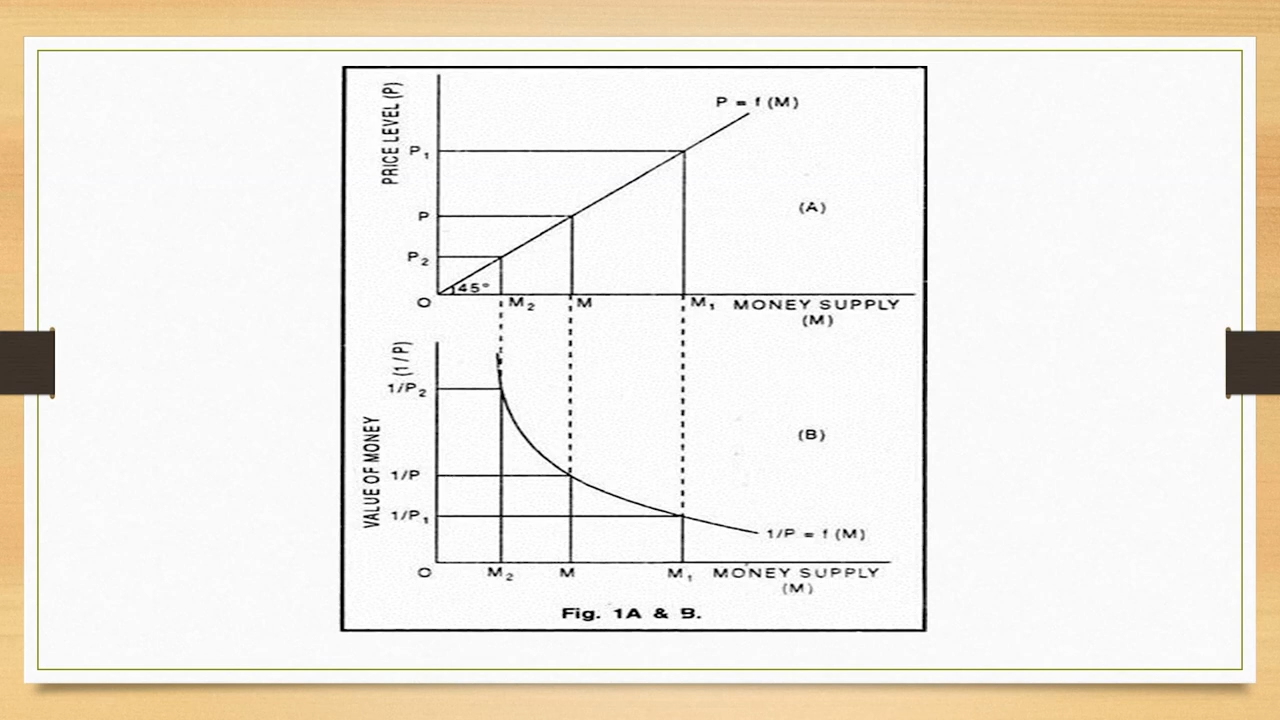 PRICE LEVEL (P)
P = f (M)
P₁
(A)
P
P₂
45°
O
M₂
M
M₁
MONEY SUPPLY
(M)
VALUE OF MONEY (1/P)
1/P₂
(B)
1/P
1/P₁
1/P = f (M)
O
M₂
M
M₁
MONEY SUPPLY
(M)
Fig. 1A & B.